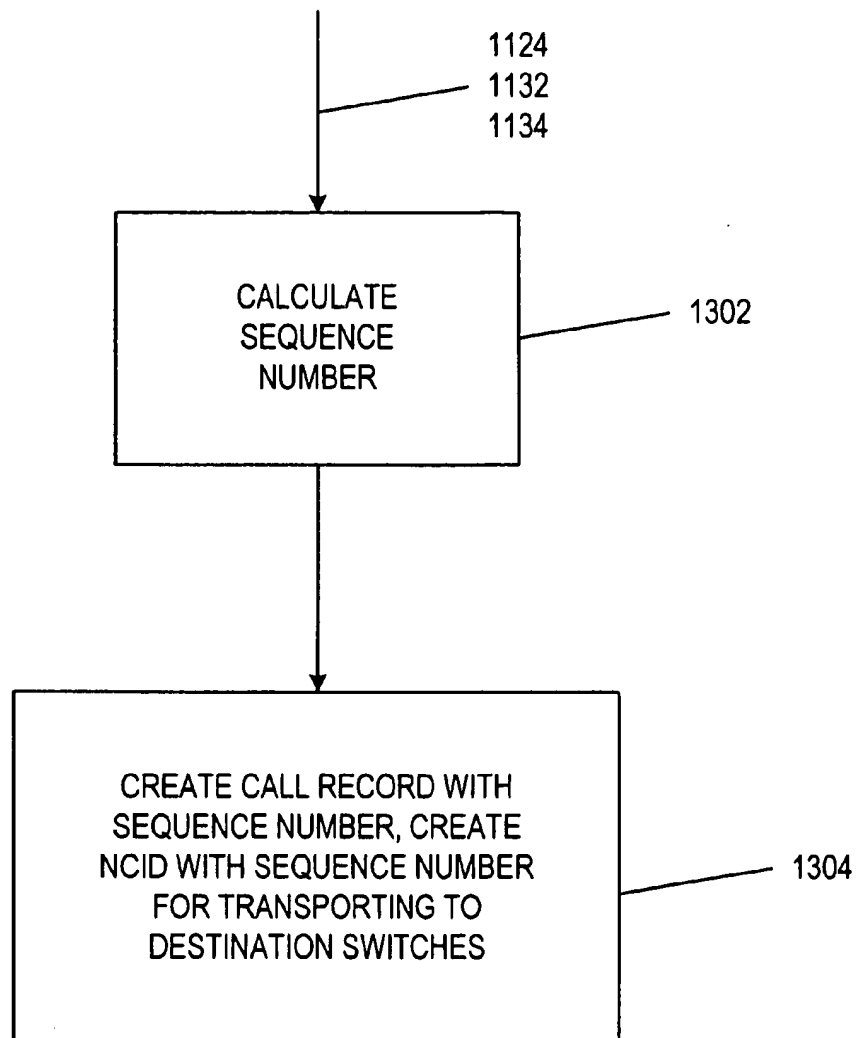 1124
1132
1134
CALCULATE
SEQUENCE
NUMBER
1302
CREATE CALL RECORD WITH
SEQUENCE NUMBER, CREATE
NCID WITH SEQUENCE NUMBER
FOR TRANSPORTING TO
DESTINATION SWITCHES
1304